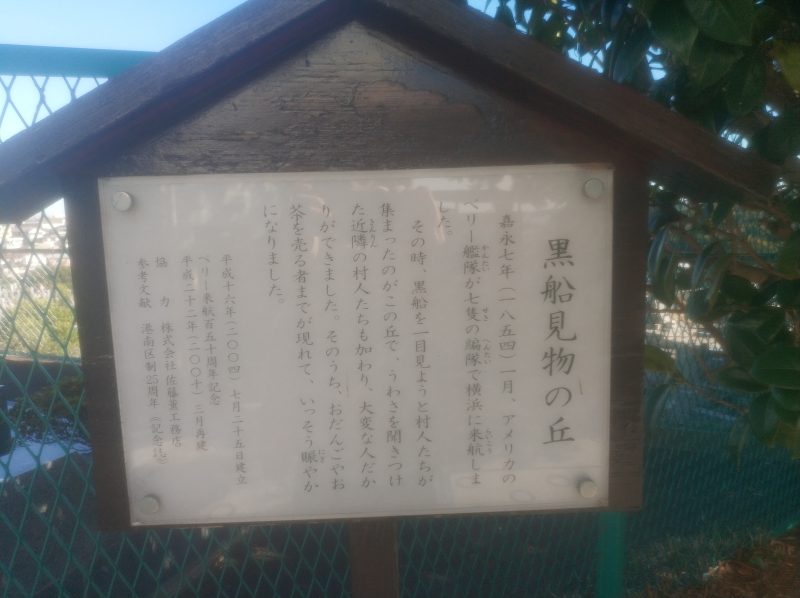 黒船見物の丘
嘉永七年（一八五四）一月、アメリカの
ペリー艦隊が七隻の編隊で横浜に来航しま
した。
その時、黒船を一目見ようと村人たちが
集まったのがこの丘で、うわさを聞きつけ
た近隣の村人たちも加わり、大変な人だか
りができました。そのうち、おだんごやお
茶を売る者までが現れて、いっそう賑やか
になりました。
平成十六年（二〇〇四）七月二十五日建立
ペリー来航百五十周年記念
平成二十二年（二〇一〇）三月再建
協力 株式会社 佐藤薫工務店
参考文献 港南区制25周年（記念誌）